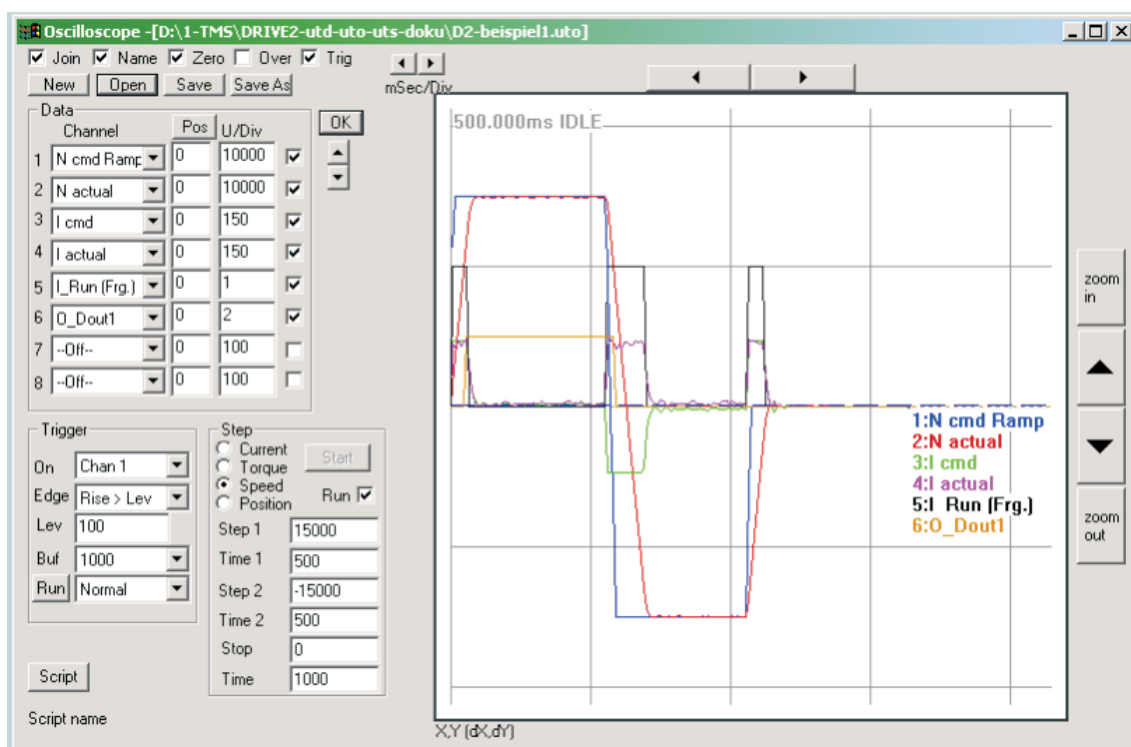 Oscilloscope -[D:\1-TMS\DRIVE2-utd-uto-uts-doku\D2-beispiel1.uto]
Join Name Zero Over Trig
New Open Save Save As
mSec/Div
Data
Channel Pos U/Div OK
1 N cmd Ramp 0 10000
2 N actual 0 10000
3 I cmd 0 150
4 I actual 0 150
5 I_Run (Frg.) 0 1
6 O_Dout1 0 2
7 --Off-- 0 100
8 --Off-- 0 100
500.000ms IDLE
1:N cmd Ramp
2:N actual
3:I cmd
4:I actual
5:I Run (Frg.)
6:O_Dout1
zoom
in
zoom
out
Trigger
On Chan 1
Edge Rise > Lev
Lev 100
Buf 1000
Run Normal
Step
Current
Torque
Speed
Position
Start
Run
Step 1 15000
Time 1 500
Step 2 -15000
Time 2 500
Stop 0
Time 1000
Script
Script name
X,Y (dX,dY)